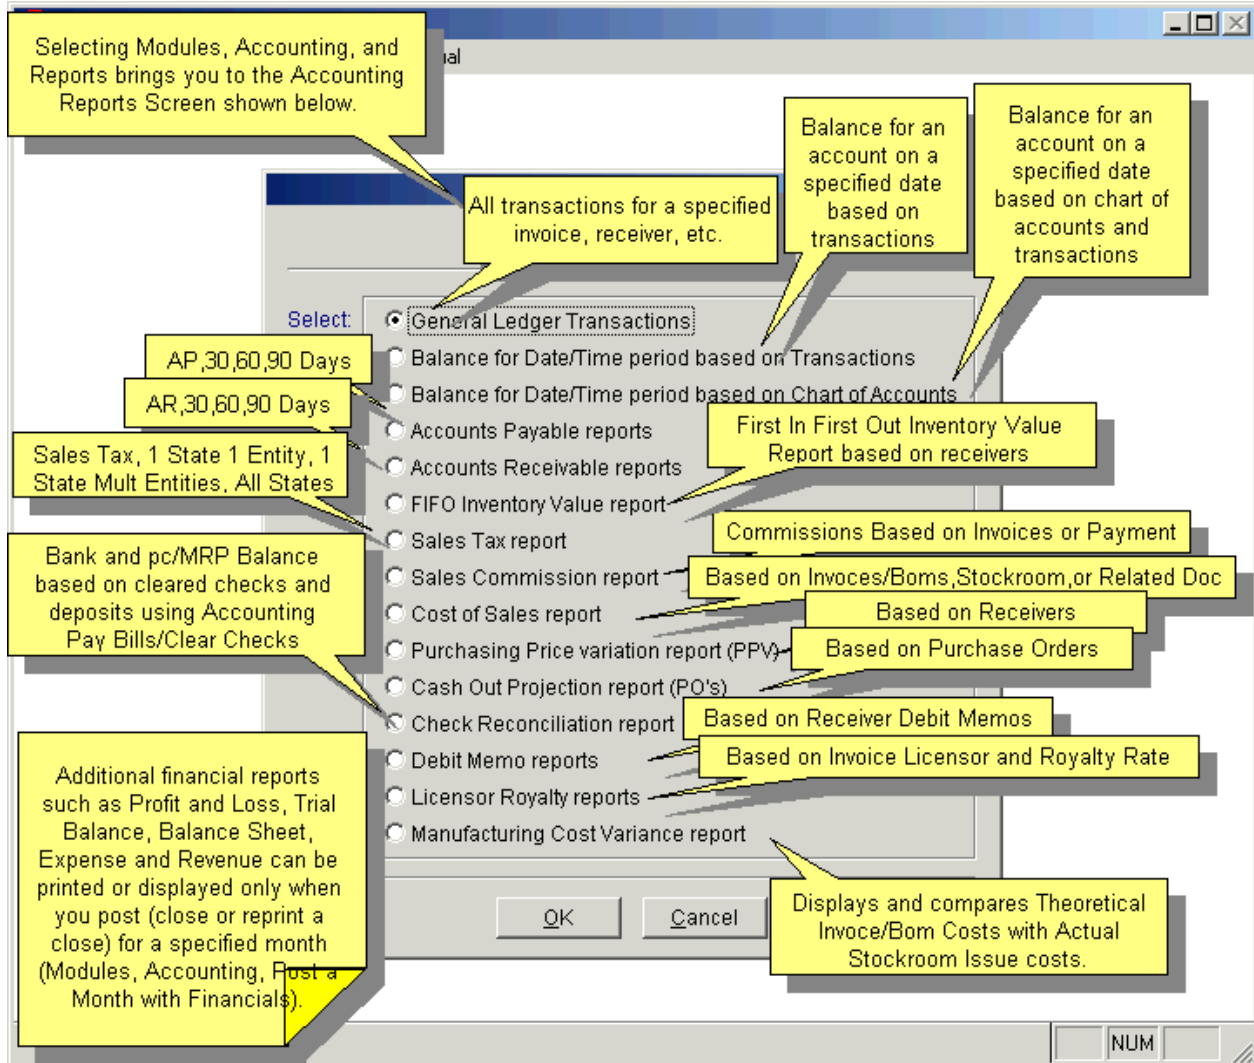 Selecting Modules, Accounting, and
Reports brings you to the Accounting
Reports Screen shown below.
ual
All transactions for a specified
invoice, receiver, etc.
Balance for an
account on a
specified date
based on
transactions
Balance for an
account on a
specified date
based on chart of
accounts and
transactions
Select:
General Ledger Transactions
Balance for Date/Time period based on Transactions
Balance for Date/Time period based on Chart of Accounts
Accounts Payable reports
Accounts Receivable reports
FIFO Inventory Value report
Sales Tax report
Sales Commission report
Cost of Sales report
Purchasing Price variation report (PPV)
Cash Out Projection report (PO's)
Check Reconciliation report
Debit Memo reports
Licensor Royalty reports
Manufacturing Cost Variance report
AP,30,60,90 Days
AR,30,60,90 Days
Sales Tax, 1 State 1 Entity, 1
State Mult Entities, All States
Bank and pc/MRP Balance
based on cleared checks and
deposits using Accounting
Pay Bills/Clear Checks
First In First Out Inventory Value
Report based on receivers
Commissions Based on Invoices or Payment
Based on Invoces/Boms,Stockroom,or Related Doc
Based on Receivers
Based on Purchase Orders
Based on Receiver Debit Memos
Based on Invoice Licensor and Royalty Rate
Additional financial reports
such as Profit and Loss, Trial
Balance, Balance Sheet,
Expense and Revenue can be
printed or displayed only when
you post (close or reprint a
close) for a specified month
(Modules, Accounting, Post a
Month with Financials).
Displays and compares Theoretical
Invoce/Bom Costs with Actual
Stockroom Issue costs.
OK
Cancel
NUM